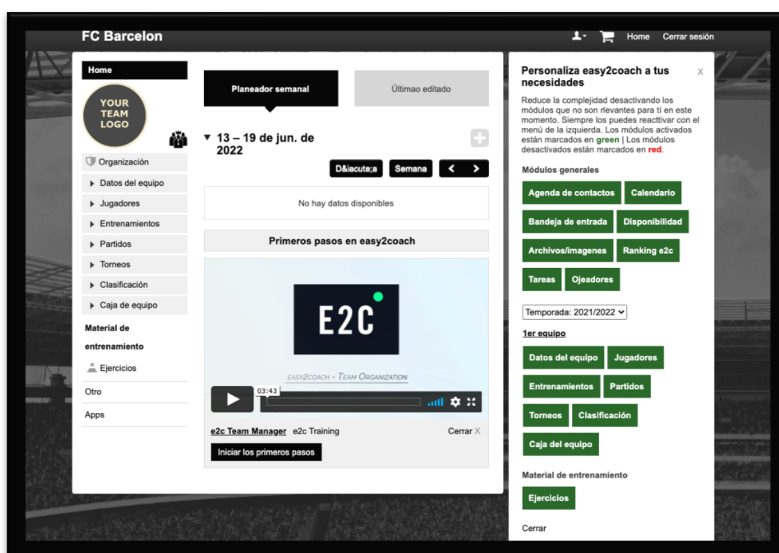 FC Barcelon
Home
Cerrar sesión
Home
YOUR
TEAM
LOGO
Organización
Datos del equipo
Jugadores
Entrenamientos
Partidos
Torneos
Clasificación
Caja de equipo
Material de
entrenamiento
Ejercicios
Otro
Apps
Planeador semanal
Últimao editado
13 – 19 de jun. de
2022
D&iacute;a
Semana
No hay datos disponibles
Primeros pasos en easy2coach
E2C
EASY2COACH - TEAM ORGANIZATION
03:43
e2c Team Manager e2c Training
Cerrar X
Iniciar los primeros pasos
Personaliza easy2coach a tus
necesidades
X
Reduce la complejidad desactivando los
módulos que no son rlevantes para tí en este
momento. Siempre los puedes reactivar con el
menú de la izquierda. Los módulos activados
están marcados en green | Los módulos
desactivados están marcados en red.
Módulos generales
Agenda de contactos Calendario
Bandeja de entrada Disponibilidad
Archivos/imagenes Ranking e2c
Tareas Ojeadores
Temporada: 2021/2022
1er equipo
Datos del equipo Jugadores
Entrenamientos Partidos
Torneos Clasificación
Caja del equipo
Material de entrenamiento
Ejercicios
Cerrar